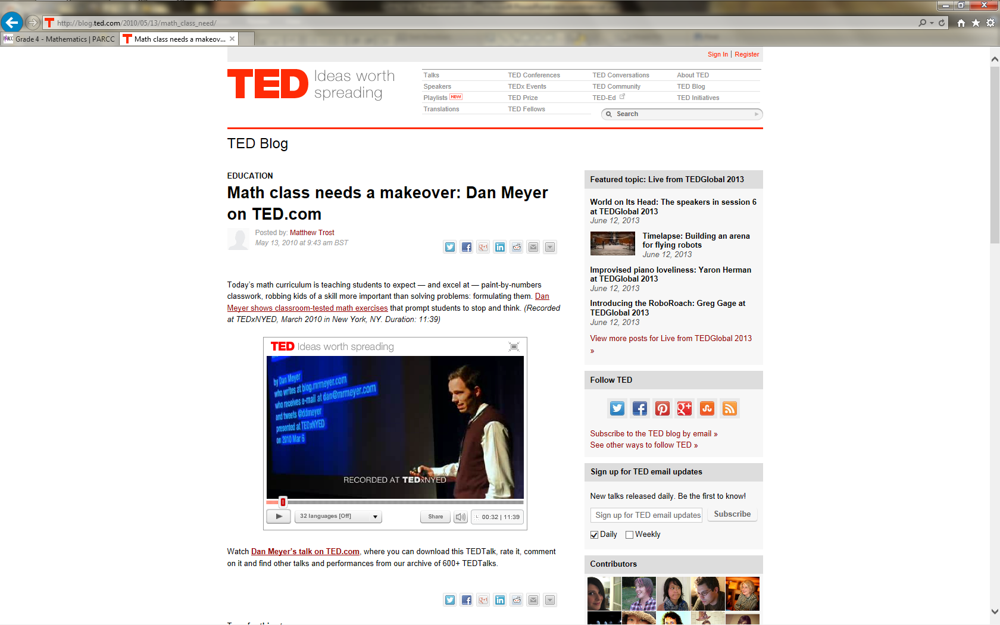 http://blog.ted.com/2010/05/13/math_class_need/
Grade 4 - Mathematics | PARCC
Math class needs a makeov...
Sign In | Register
TED Ideas worth spreading
Talks
TED Conferences
TED Conversations
About TED
Speakers
TEDx Events
TED Community
TED Blog
Playlists NEW
TED Prize
TED-Ed
TED Initiatives
Translations
TED Fellows
Search
TED Blog
EDUCATION
Math class needs a makeover: Dan Meyer
on TED.com
Posted by: Matthew Trost
May 13, 2010 at 9:43 am BST
Today's math curriculum is teaching students to expect — and excel at — paint-by-numbers
classwork, robbing kids of a skill more important than solving problems: formulating them. Dan
Meyer shows classroom-tested math exercises that prompt students to stop and think. (Recorded
at TEDxNYED, March 2010 in New York, NY. Duration: 11:39)
TED Ideas worth spreading
by Dan Meyer
who writes at blog.mrmeyer.com
who receives e-mail at dan@mrmeyer.com
and tweets @ddmeyer
presented at TEDxNYED
on 2010 Mar 6
RECORDED AT TEDxNYED
32 languages [Off]
Share
00:32 | 11:39
Watch Dan Meyer's talk on TED.com, where you can download this TEDTalk, rate it, comment
on it and find other talks and performances from our archive of 600+ TEDTalks.
Featured topic: Live from TEDGlobal 2013
World on Its Head: The speakers in session 6
at TEDGlobal 2013
June 12, 2013
Timelapse: Building an arena
for flying robots
June 12, 2013
Improvised piano loveliness: Yaron Herman
at TEDGlobal 2013
June 12, 2013
Introducing the RoboRoach: Greg Gage at
TEDGlobal 2013
June 12, 2013
View more posts for Live from TEDGlobal 2013
»
Follow TED
Subscribe to the TED blog by email »
See other ways to follow TED »
Sign up for TED email updates
New talks released daily. Be the first to know!
Sign up for TED email updates
Subscribe
Daily
Weekly
Contributors